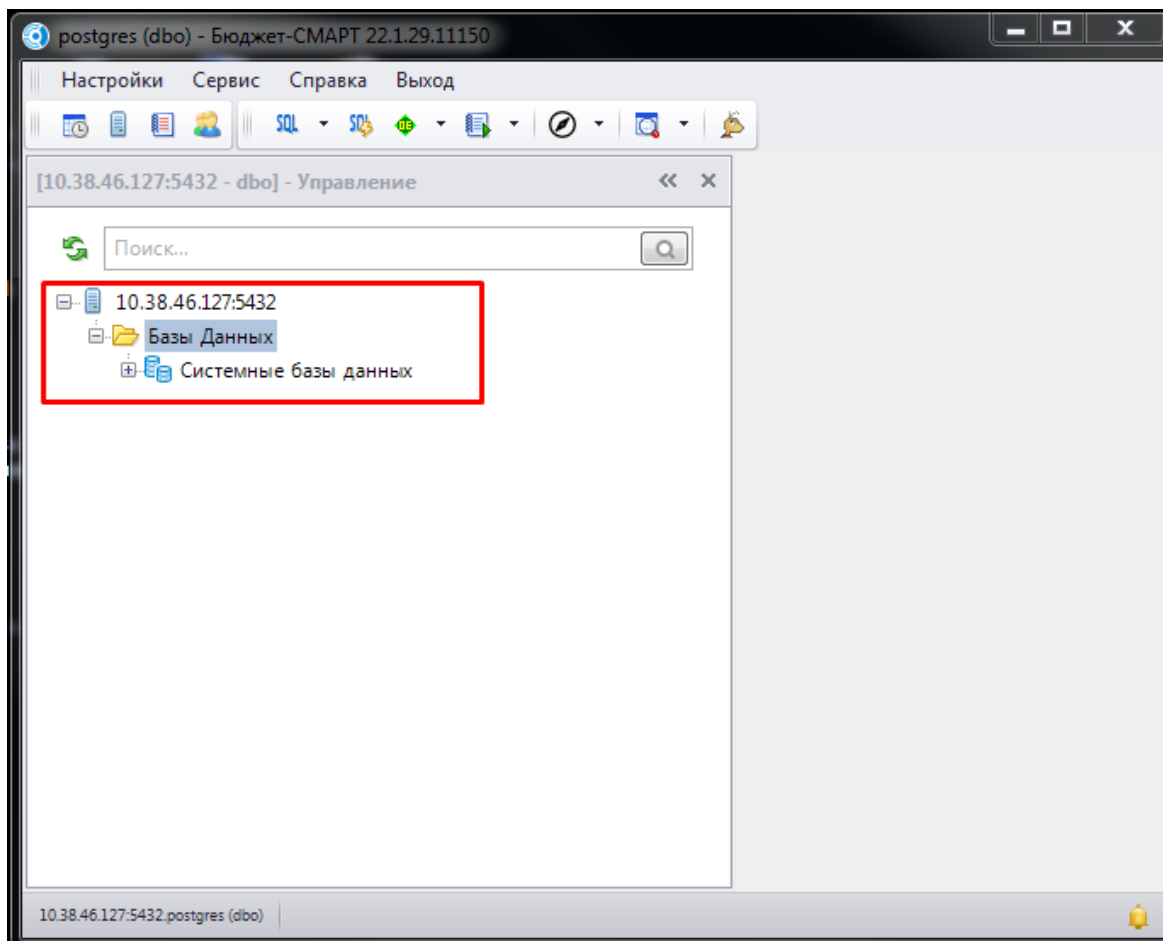 postgres (dbo) - Бюджет-СМАРТ 22.1.29.11150
Настройки Сервис Справка Выход
SQL SQL DE
[10.38.46.127:5432 - dbo] - Управление
Поиск...
10.38.46.127:5432
Базы Данных
Системные базы данных
10.38.46.127:5432.postgres (dbo)